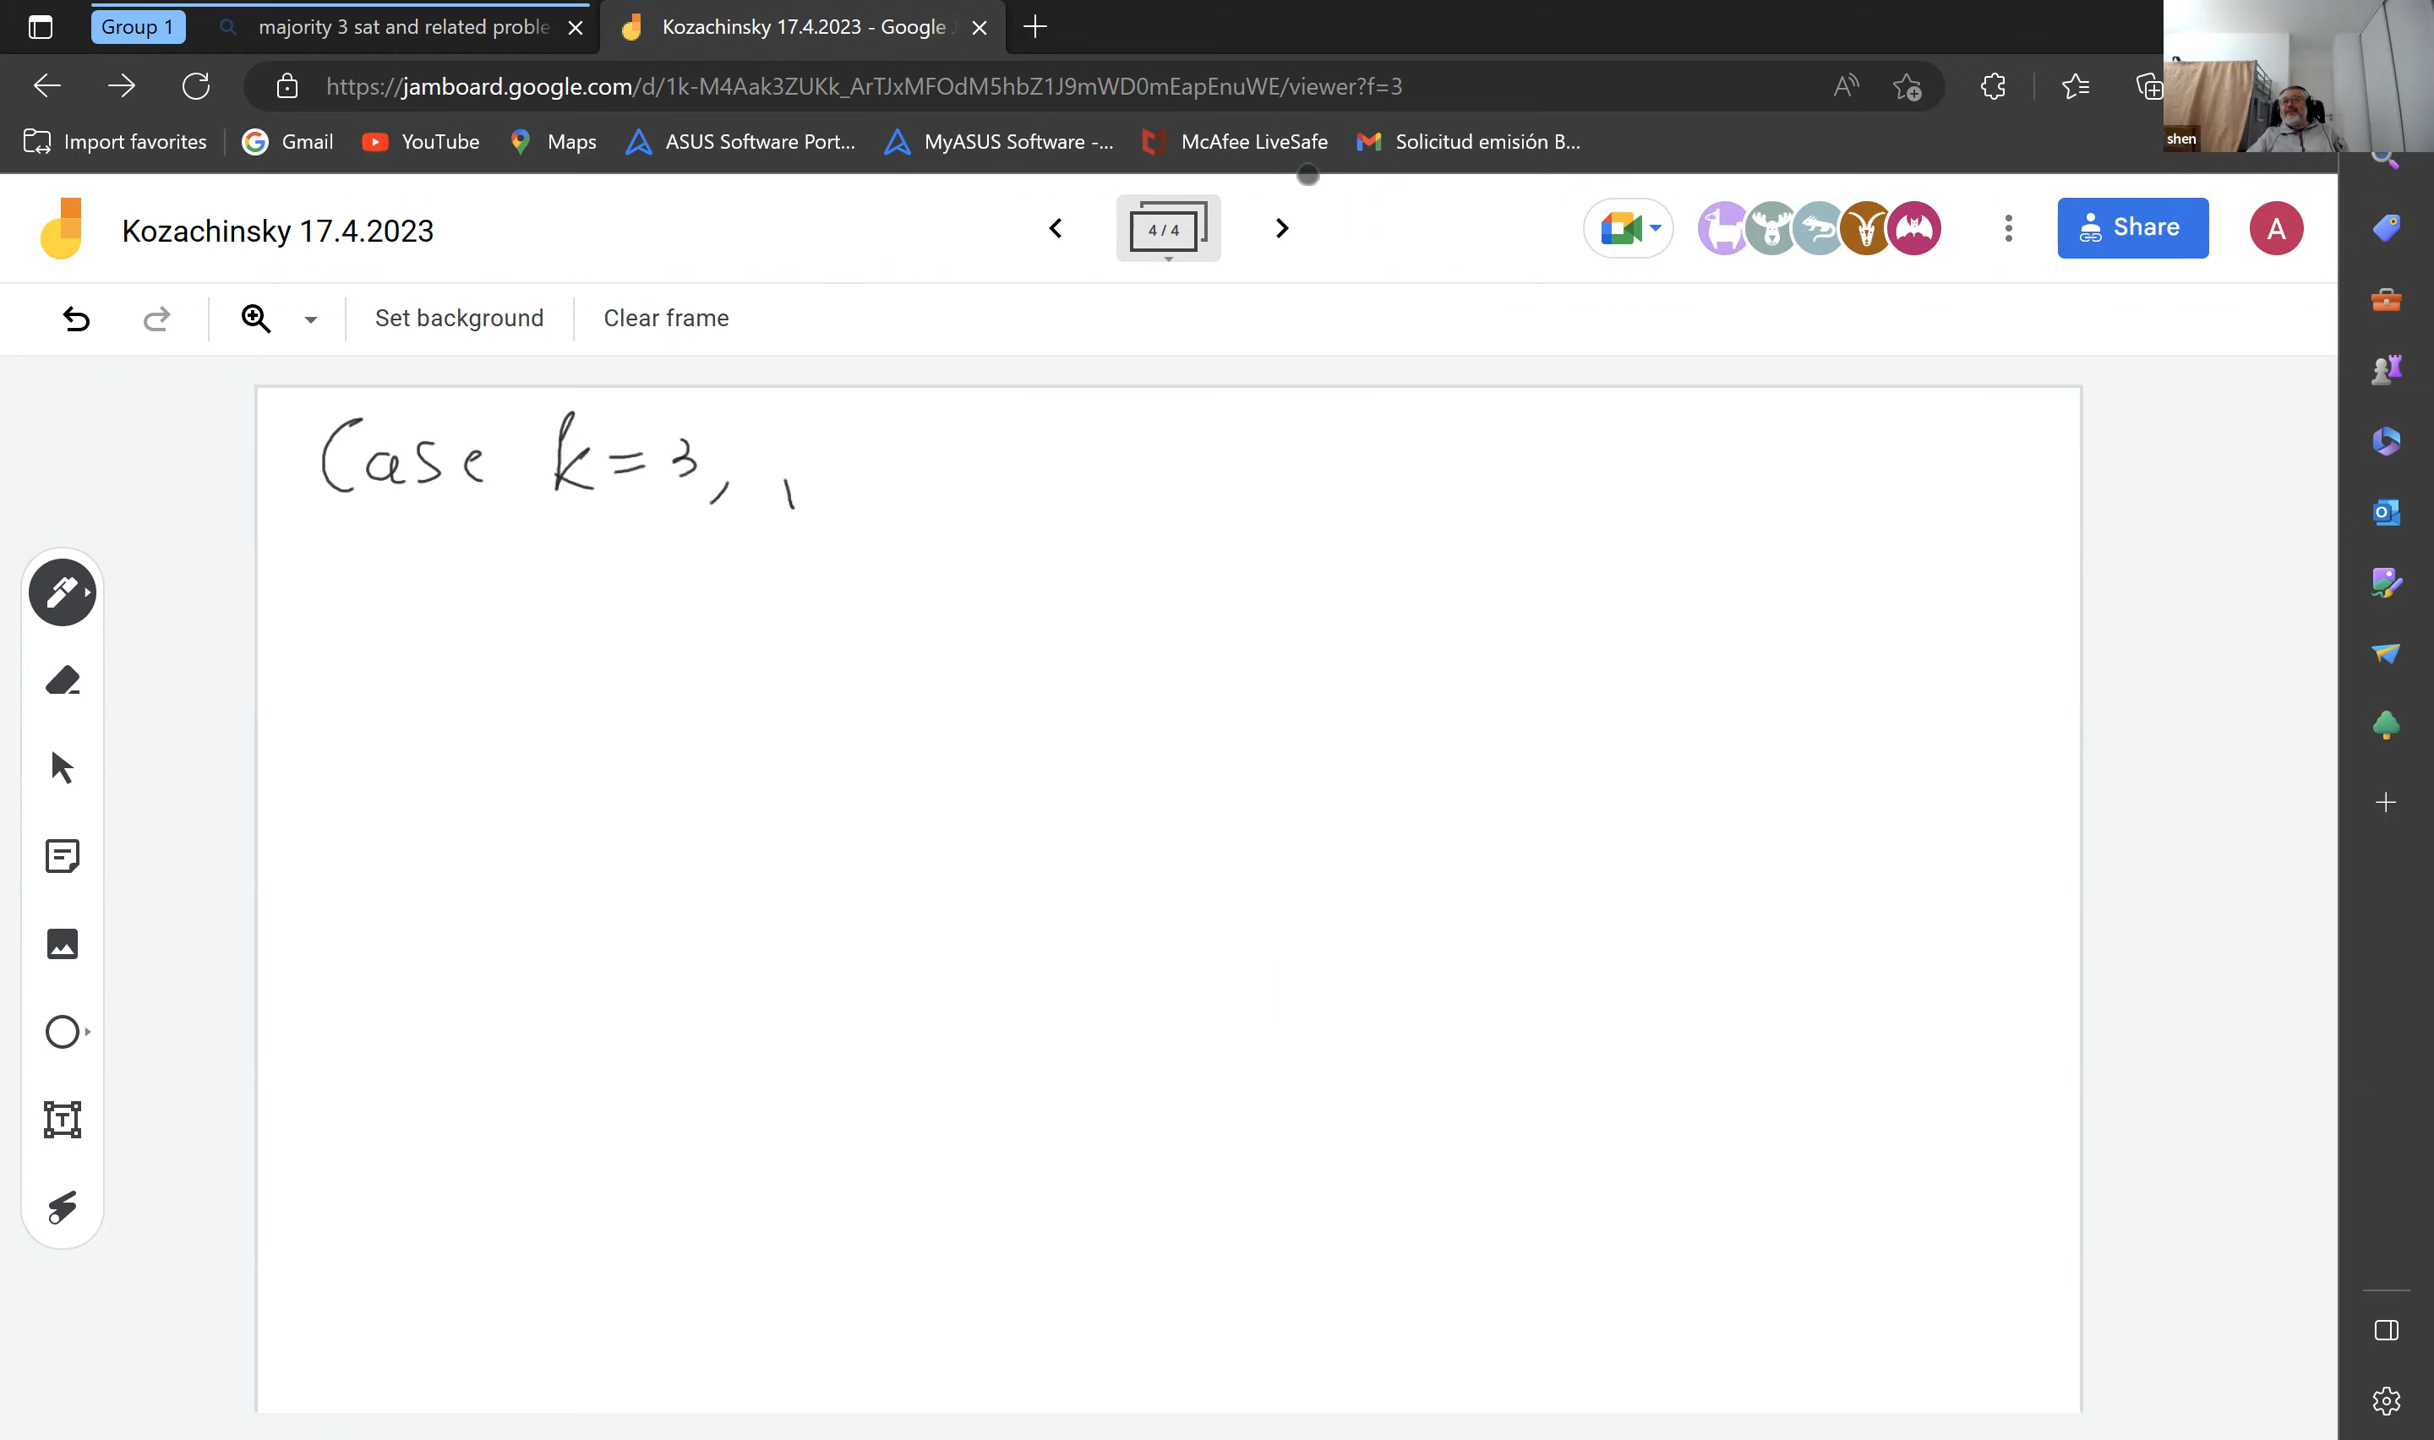 Group 1 majority 3 sat and related proble Kozachinsky 17.4.2023 - Google J
https://jamboard.google.com/d/1k-M4Aak3ZUKk_ArTJxMFOdM5hbZ1J9mWD0mEapEnuWE/viewer?f=3
Import favorites Gmail YouTube Maps ASUS Software Port... MyASUS Software -... McAfee LiveSafe Solicitud emisión B...
shen
Kozachinsky 17.4.2023 4 / 4 Share A
Set background Clear frame
Case k=3,